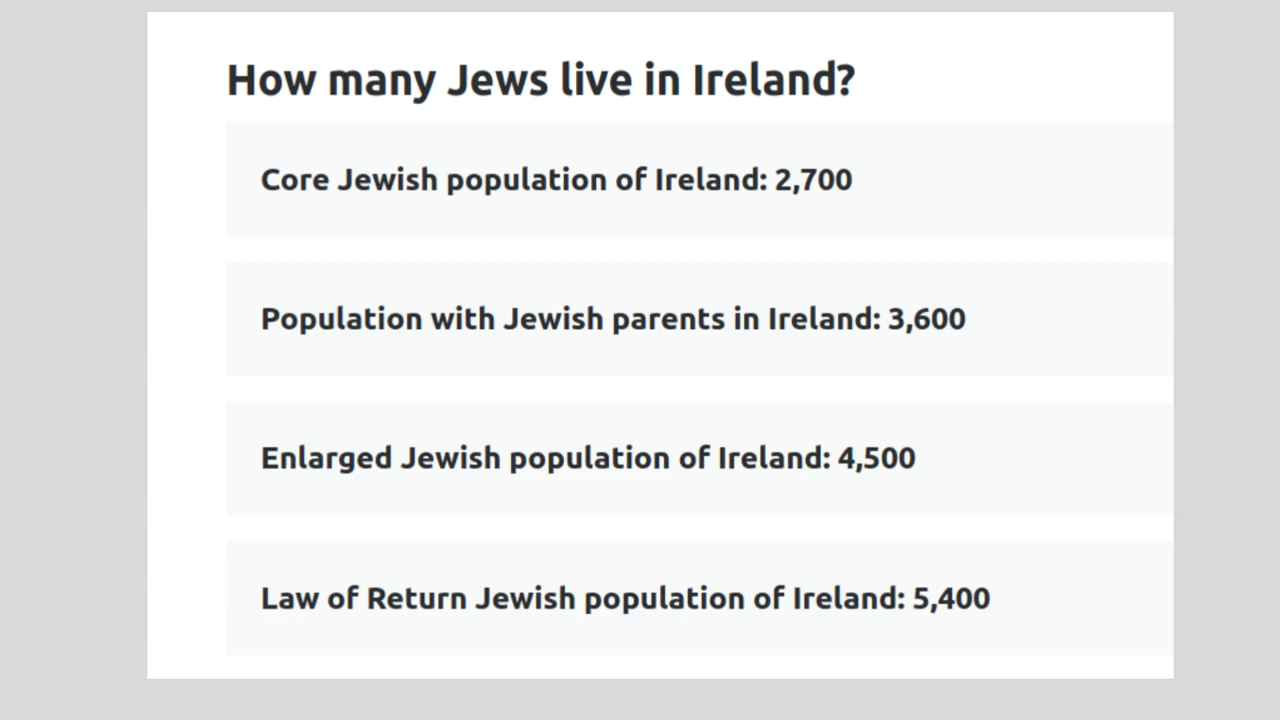 How many Jews live in Ireland?
Core Jewish population of Ireland: 2,700
Population with Jewish parents in Ireland: 3,600
Enlarged Jewish population of Ireland: 4,500
Law of Return Jewish population of Ireland: 5,400